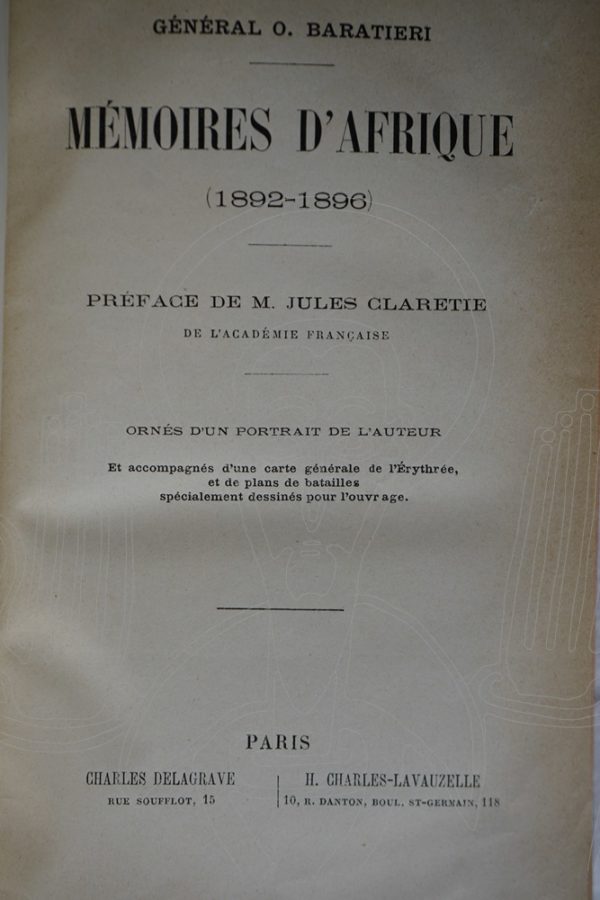 GÉNÉRAL O. BARATIERI
MÉMOIRES D'AFRIQUE
(1892-1896)
PRÉFACE DE M. JULES CLARETIE
DE L'ACADÉMIE FRANÇAISE
ORNÉS D'UN PORTRAIT DE L'AUTEUR
Et accompagnés d'une carte générale de l'Érythrée,
et de plans de batailles
spécialement dessinés pour l'ouvrage.
PARIS
CHARLES DELAGRAVE
RUE SOUFFLOT, 15
H. CHARLES-LAVAUZELLE
10, R. DANTON, BOUL. ST-GERMAIN, 118